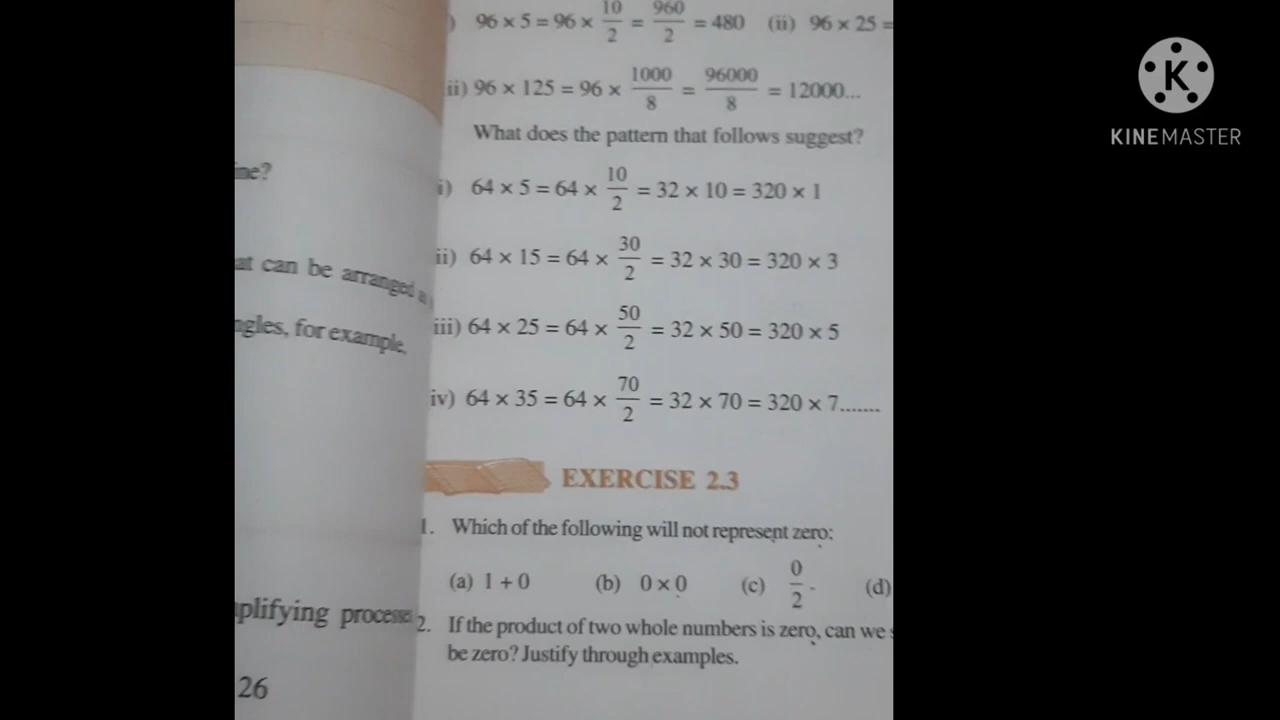 ) 96 × 5 = 96 × 10/2 = 960/2 = 480 (ii) 96 × 25 =
ii) 96 × 125 = 96 × 1000/8 = 96000/8 = 12000...
What does the pattern that follows suggest?
i) 64 × 5 = 64 × 10/2 = 32 × 10 = 320 × 1
ii) 64 × 15 = 64 × 30/2 = 32 × 30 = 320 × 3
iii) 64 × 25 = 64 × 50/2 = 32 × 50 = 320 × 5
iv) 64 × 35 = 64 × 70/2 = 32 × 70 = 320 × 7.......
EXERCISE 2.3
1. Which of the following will not represent zero:
(a) 1 + 0 (b) 0 × 0 (c) 0/2 (d)
2. If the product of two whole numbers is zero, can we
be zero? Justify through examples.
ine?
at can be arranged
ngles, for example,
plifying processes
26
KINEMASTER